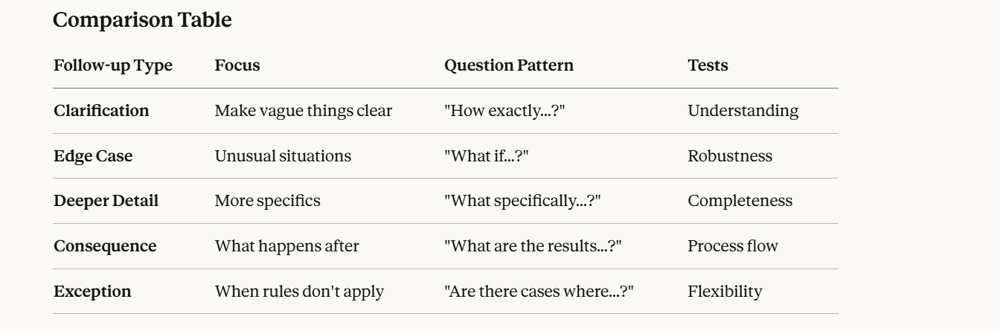 Comparison Table
Follow-up Type Focus Question Pattern Tests
Clarification Make vague things clear "How exactly...?" Understanding
Edge Case Unusual situations "What if...?" Robustness
Deeper Detail More specifics "What specifically...?" Completeness
Consequence What happens after "What are the results...?" Process flow
Exception When rules don't apply "Are there cases where...?" Flexibility